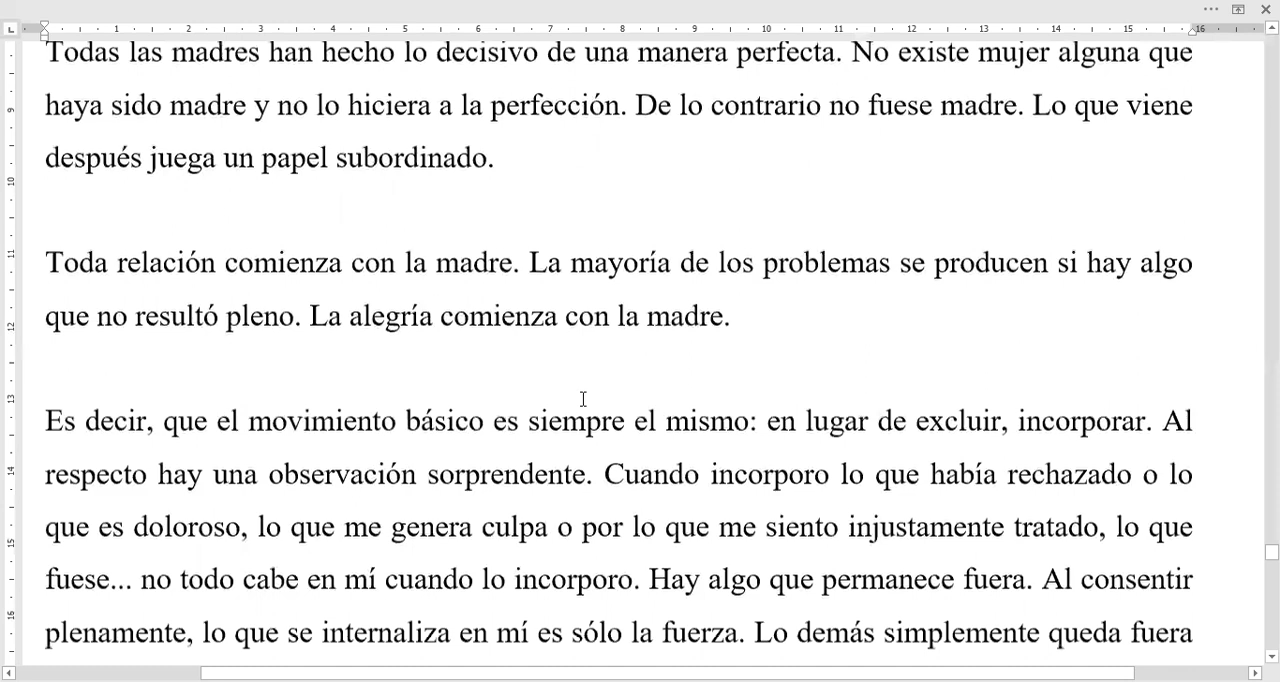 Todas las madres han hecho lo decisivo de una manera perfecta. No existe mujer alguna que
haya sido madre y no lo hiciera a la perfección. De lo contrario no fuese madre. Lo que viene
después juega un papel subordinado.
Toda relación comienza con la madre. La mayoría de los problemas se producen si hay algo
que no resultó pleno. La alegría comienza con la madre.
Es decir, que el movimiento básico es siempre el mismo: en lugar de excluir, incorporar. Al
respecto hay una observación sorprendente. Cuando incorporo lo que había rechazado o lo
que es doloroso, lo que me genera culpa o por lo que me siento injustamente tratado, lo que
fuese... no todo cabe en mí cuando lo incorporo. Hay algo que permanece fuera. Al consentir
plenamente, lo que se internaliza en mí es sólo la fuerza. Lo demás simplemente queda fuera